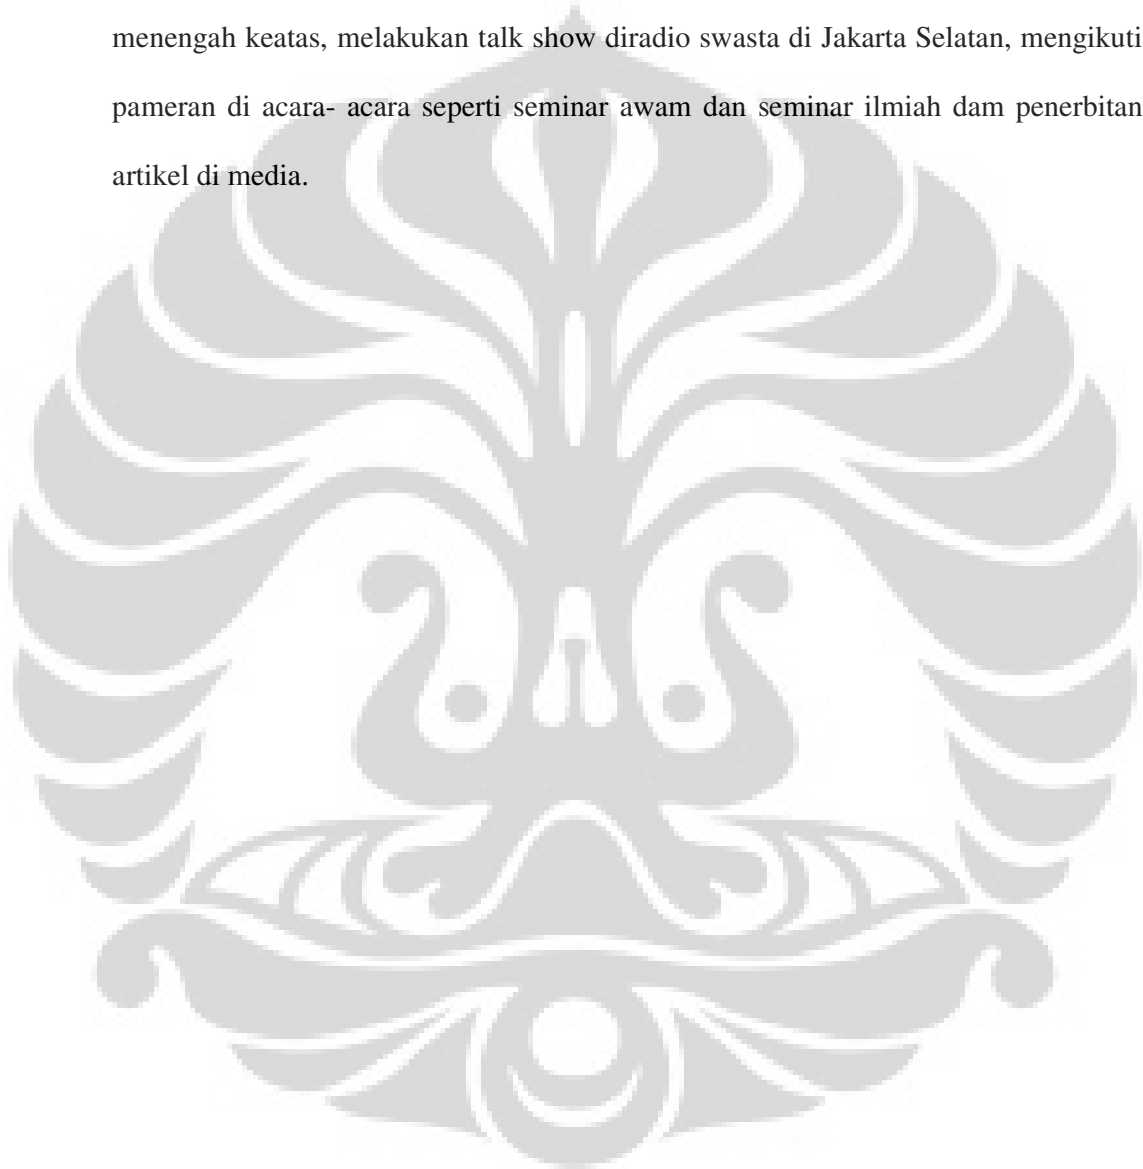 menengah keatas, melakukan talk show diradio swasta di Jakarta Selatan, mengikuti
pameran di acara- acara seperti seminar awam dan seminar ilmiah dam penerbitan
artikel di media.